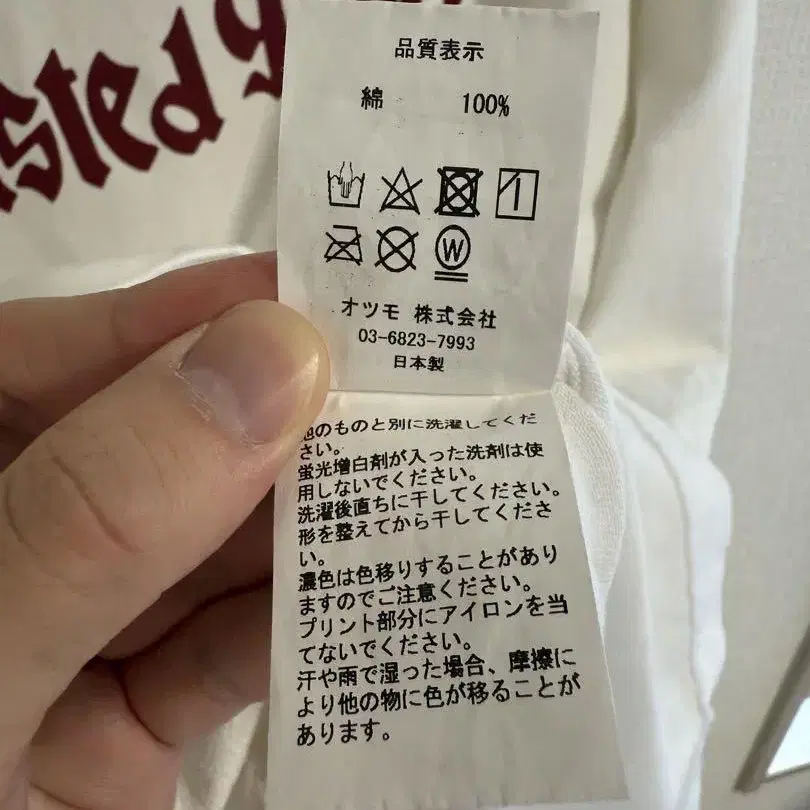 品質表示
綿 100%
W
オツモ 株式会社
03-6823-7993
日本製
のものと別に洗濯してくだ
さい。
蛍光増白剤が入った洗剤は使
用しないでください。
洗濯後直ちに干してください。
形を整えてから干してくださ
い。
濃色は色移りすることがあり
ますのでご注意ください。
プリント部分にアイロンを当
てないでください。
汗や雨で湿った場合、摩擦に
より他の物に色が移ることが
あります。